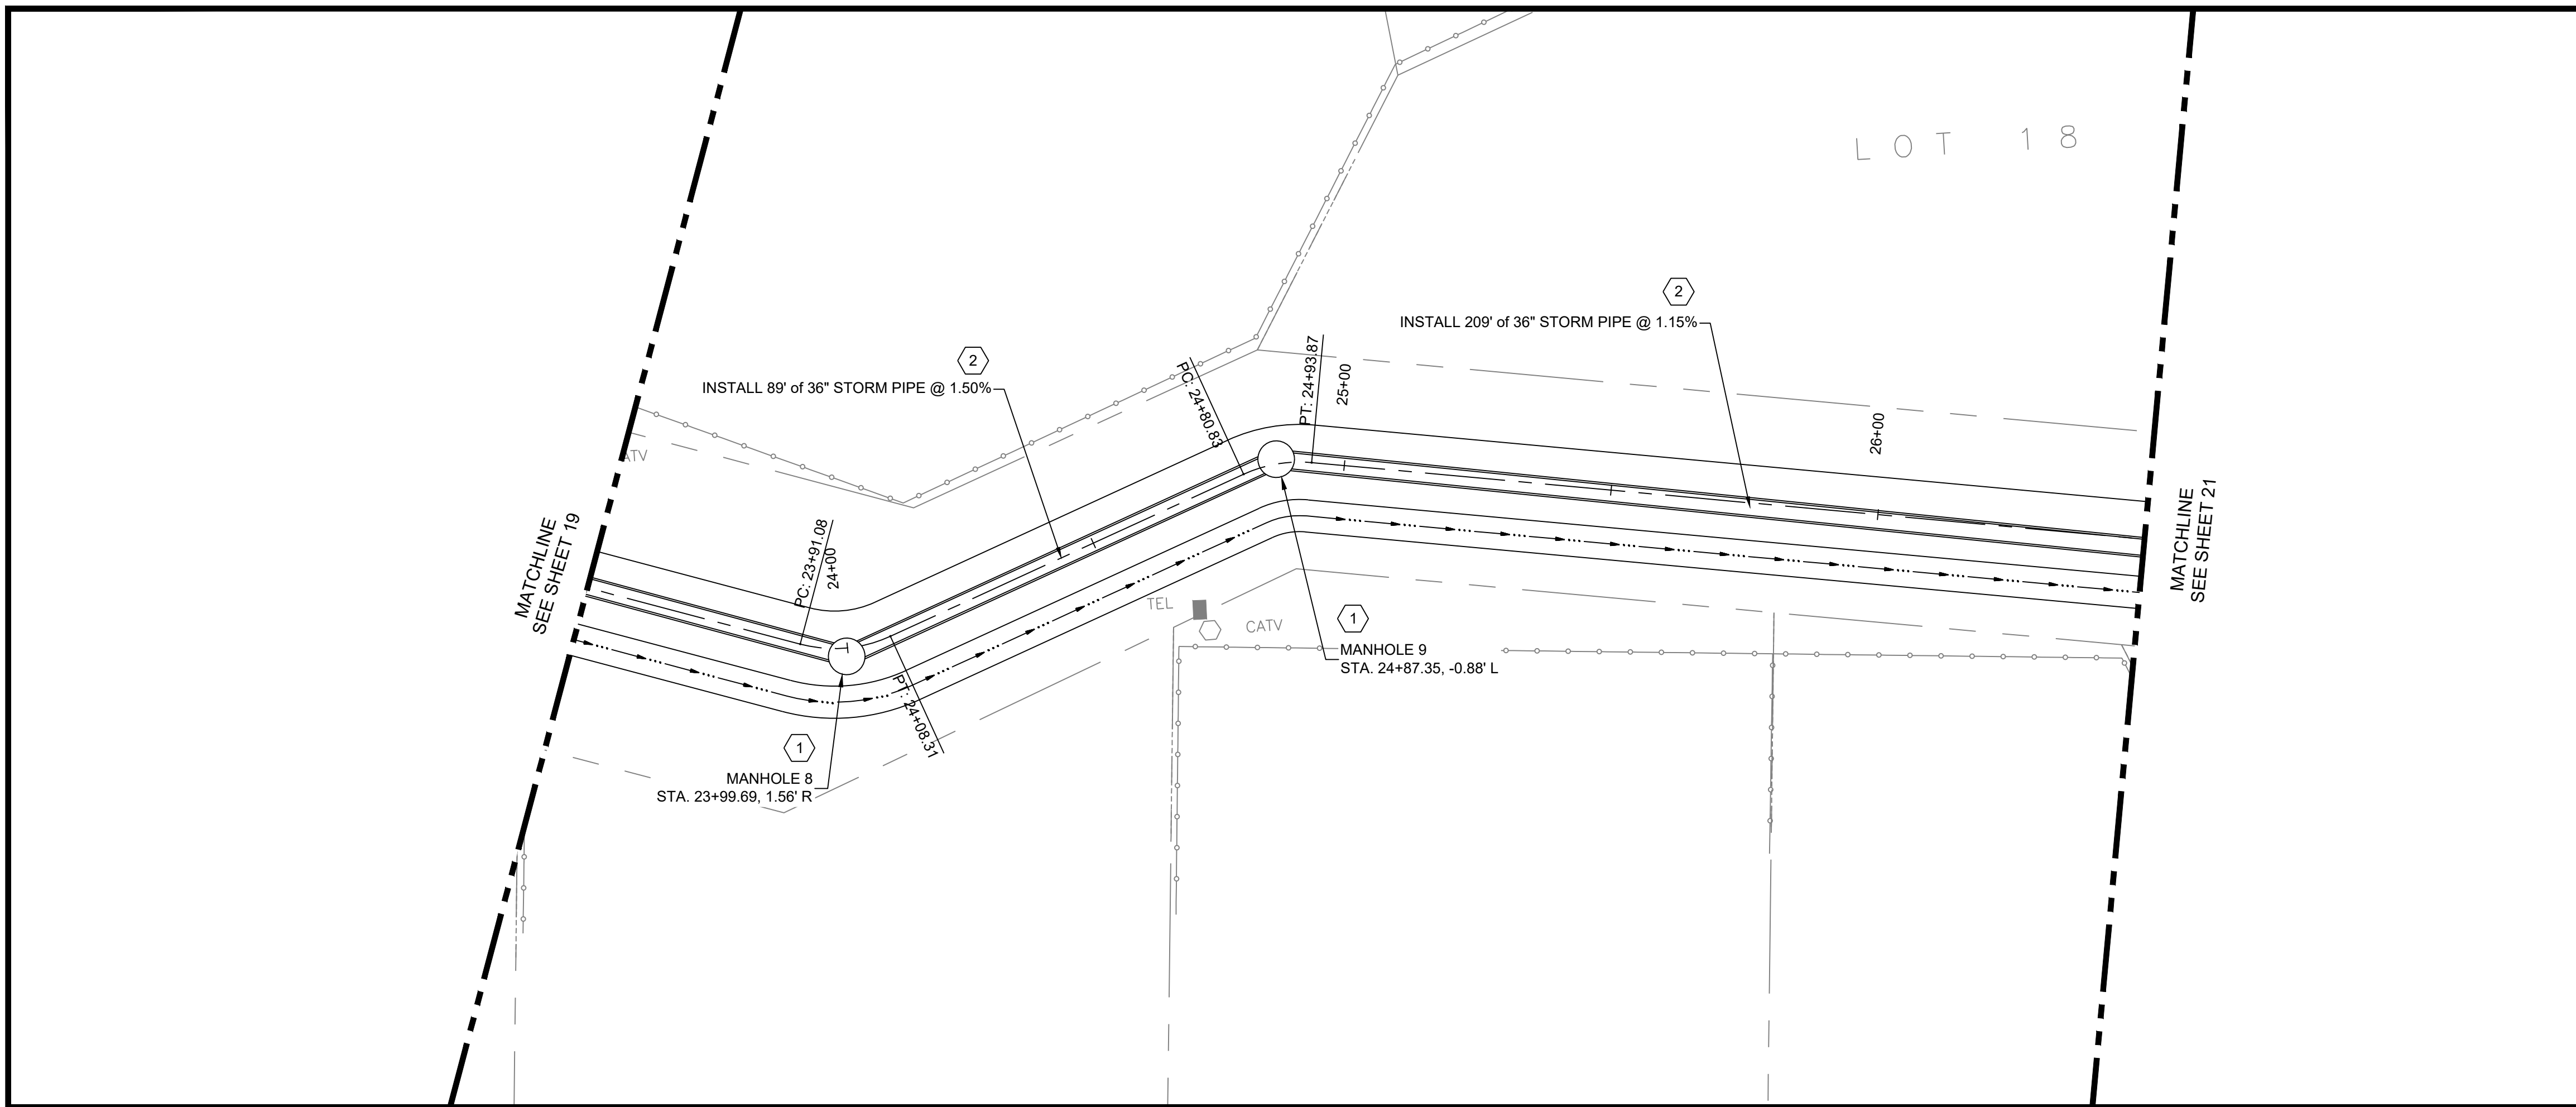 LOT 18
2
INSTALL 209' of 36" STORM PIPE @ 1.15%
2
INSTALL 89' of 36" STORM PIPE @ 1.50%
PC: 24+80.83
PT: 24+93.87
25+00
26+00
ATV
MATCHLINE
SEE SHEET 19
PC: 23+91.08
24+00
MATCHLINE
SEE SHEET 21
TEL
CATV
1
MANHOLE 9
STA. 24+87.35, -0.88' L
PT: 24+08.31
1
MANHOLE 8
STA. 23+99.69, 1.56' R